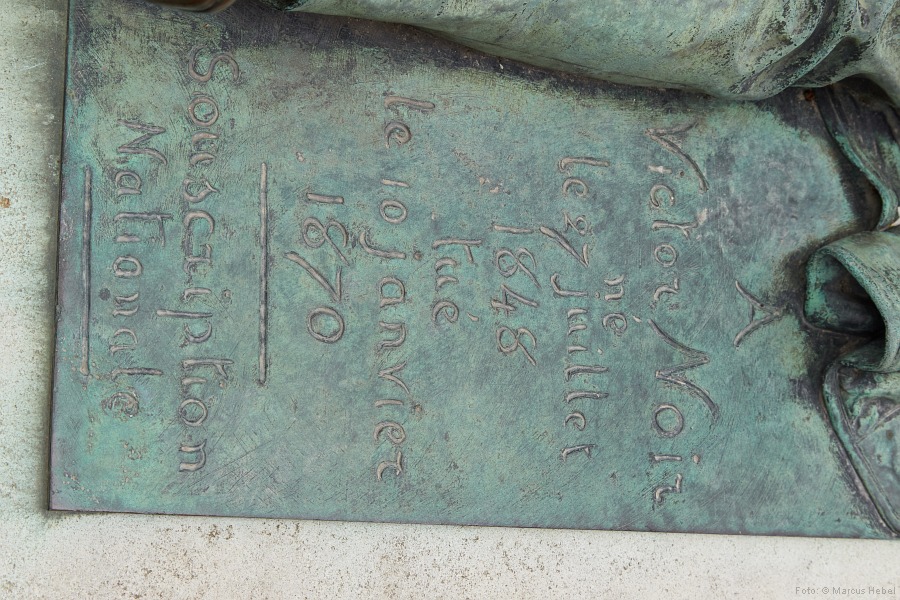 A
Victor Noir
né
le 27 juillet
1848
tué
le 10 janvier
1870
Souscription
Nationale
Foto: © Marcus Hebel